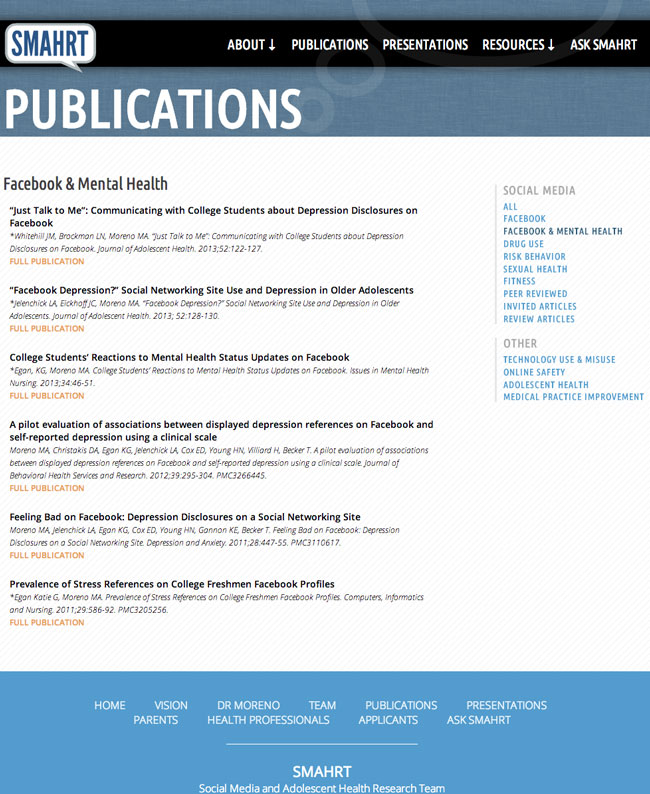 SMAHRT
ABOUT ↓ PUBLICATIONS PRESENTATIONS RESOURCES ↓ ASK SMAHRT
PUBLICATIONS
Facebook & Mental Health
“Just Talk to Me”: Communicating with College Students about Depression Disclosures on
Facebook
*Whitehill JM, Brockman LN, Moreno MA. “Just Talk to Me”: Communicating with College Students about Depression
Disclosures on Facebook. Journal of Adolescent Health. 2013;52:122-127.
FULL PUBLICATION
“Facebook Depression?” Social Networking Site Use and Depression in Older Adolescents
*Jelenchick LA, Eickhoff JC, Moreno MA. “Facebook Depression?” Social Networking Site Use and Depression in Older
Adolescents. Journal of Adolescent Health. 2013; 52:128-130.
FULL PUBLICATION
College Students’ Reactions to Mental Health Status Updates on Facebook
*Egan, KG, Moreno MA. College Students’ Reactions to Mental Health Status Updates on Facebook. Issues in Mental Health
Nursing. 2013;34:46-51.
FULL PUBLICATION
A pilot evaluation of associations between displayed depression references on Facebook and
self-reported depression using a clinical scale
Moreno MA, Christakis DA, Egan KG, Jelenchick LA, Cox ED, Young HN, Villiard H, Becker T. A pilot evaluation of associations
between displayed depression references on Facebook and self-reported depression using a clinical scale. Journal of
Behavioral Health Services and Research. 2012;39:295-304. PMC3266445.
FULL PUBLICATION
Feeling Bad on Facebook: Depression Disclosures on a Social Networking Site
Moreno MA, Jelenchick LA, Egan KG, Cox ED, Young HN, Gannon KE, Becker T. Feeling Bad on Facebook: Depression
Disclosures on a Social Networking Site. Depression and Anxiety. 2011;28:447-55. PMC3110617.
FULL PUBLICATION
Prevalence of Stress References on College Freshmen Facebook Profiles
*Egan Katie G, Moreno MA. Prevalence of Stress References on College Freshmen Facebook Profiles. Computers, Informatics
and Nursing. 2011;29:586-92. PMC3205256.
FULL PUBLICATION
SOCIAL MEDIA
ALL
FACEBOOK
FACEBOOK & MENTAL HEALTH
DRUG USE
RISK BEHAVIOR
SEXUAL HEALTH
FITNESS
PEER REVIEWED
INVITED ARTICLES
REVIEW ARTICLES
OTHER
TECHNOLOGY USE & MISUSE
ONLINE SAFETY
ADOLESCENT HEALTH
MEDICAL PRACTICE IMPROVEMENT
HOME VISION DR MORENO TEAM PUBLICATIONS PRESENTATIONS
PARENTS HEALTH PROFESSIONALS APPLICANTS ASK SMAHRT
SMAHRT
Social Media and Adolescent Health Research Team